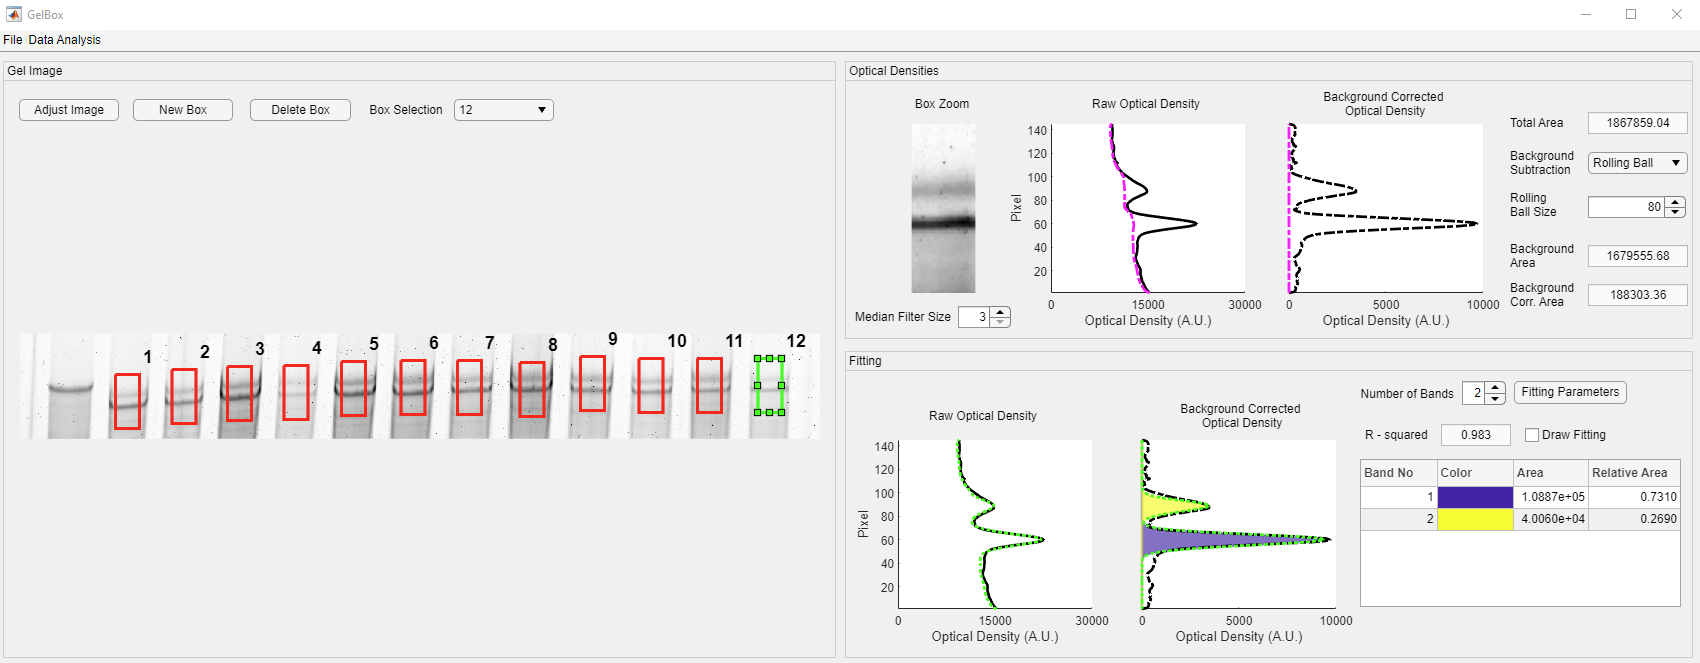 GelBox
File Data Analysis
Gel Image
Adjust Image
New Box
Delete Box
Box Selection
12
1
2
3
4
5
6
7
8
9
10
11
12
Optical Densities
Box Zoom
Median Filter Size
3
Raw Optical Density
140
120
100
80
60
40
20
Pixel
0
15000
30000
Optical Density (A.U.)
Background Corrected
Optical Density
0
5000
10000
Optical Density (A.U.)
Total Area
1867859.04
Background
Subtraction
Rolling Ball
Rolling
Ball Size
80
Background
Area
1679555.68
Background
Corr. Area
188303.36
Fitting
Raw Optical Density
140
120
100
80
60
40
20
Pixel
0
15000
30000
Optical Density (A.U.)
Background Corrected
Optical Density
140
120
100
80
60
40
20
0
5000
10000
Optical Density (A.U.)
Number of Bands
2
Fitting Parameters
R - squared
0.983
Draw Fitting
Band No Color Area Relative Area
1 1.0887e+05 0.7310
2 4.0060e+04 0.2690